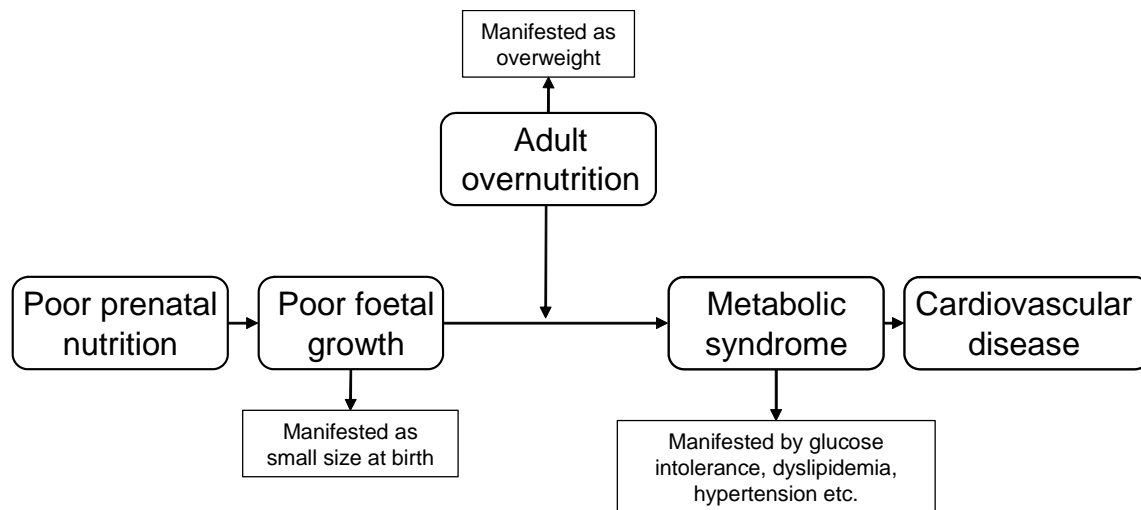 Manifested as
overweight
Adult
overnutrition
Poor prenatal
nutrition
Poor foetal
growth
Metabolic
syndrome
Cardiovascular
disease
Manifested as
small size at birth
Manifested by glucose
intolerance, dyslipidemia,
hypertension etc.